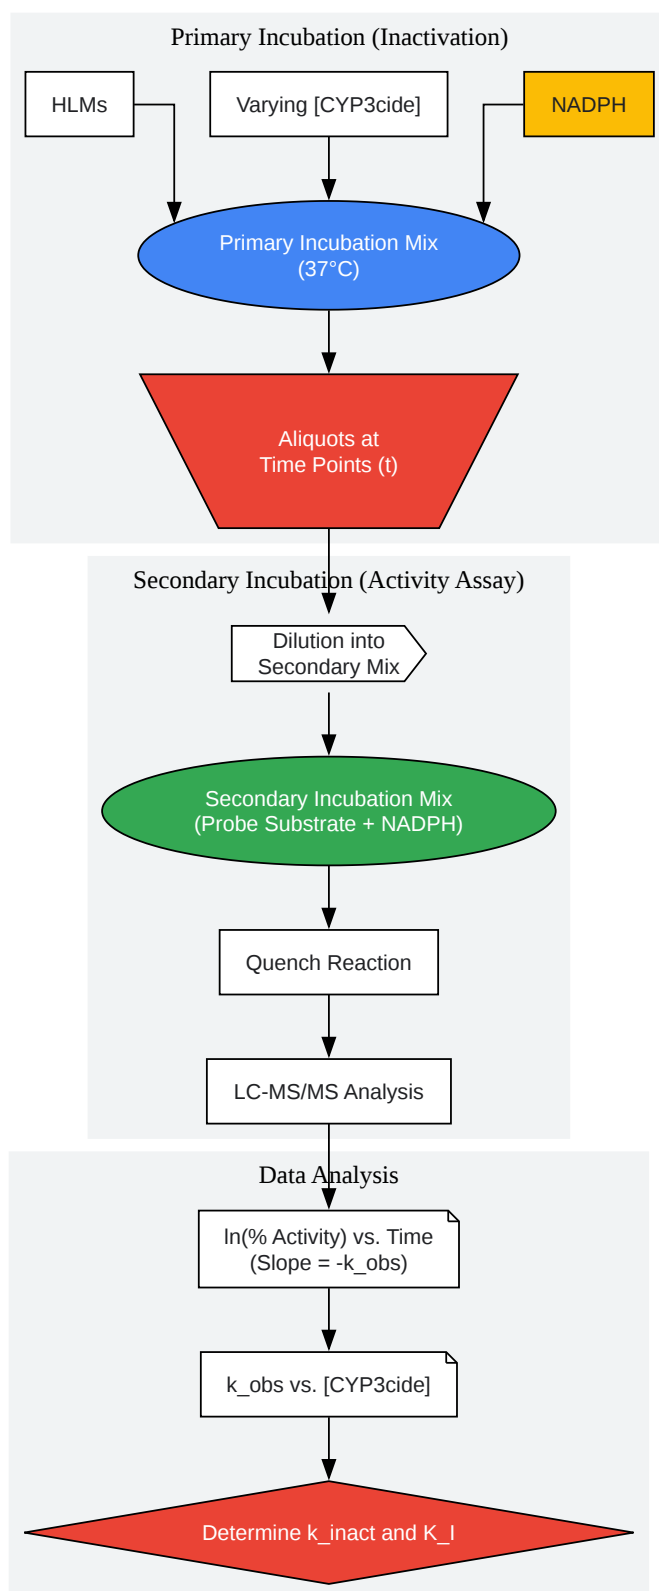 Primary Incubation (Inactivation)
HLMs
Varying [CYP3cide]
NADPH
Primary Incubation Mix
(37°C)
Aliquots at
Time Points (t)
Secondary Incubation (Activity Assay)
Dilution into
Secondary Mix
Secondary Incubation Mix
(Probe Substrate + NADPH)
Quench Reaction
LC-MS/MS Analysis
Data Analysis
ln(% Activity) vs. Time
(Slope = -k_obs)
k_obs vs. [CYP3cide]
Determine k_inact and K_I